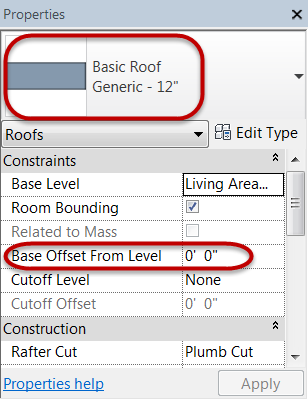 Properties
Basic Roof
Generic - 12"
Roofs Edit Type
Constraints
Base Level Living Area...
Room Bounding
Related to Mass
Base Offset From Level 0' 0"
Cutoff Level None
Cutoff Offset 0' 0"
Construction
Rafter Cut Plumb Cut
Properties help Apply